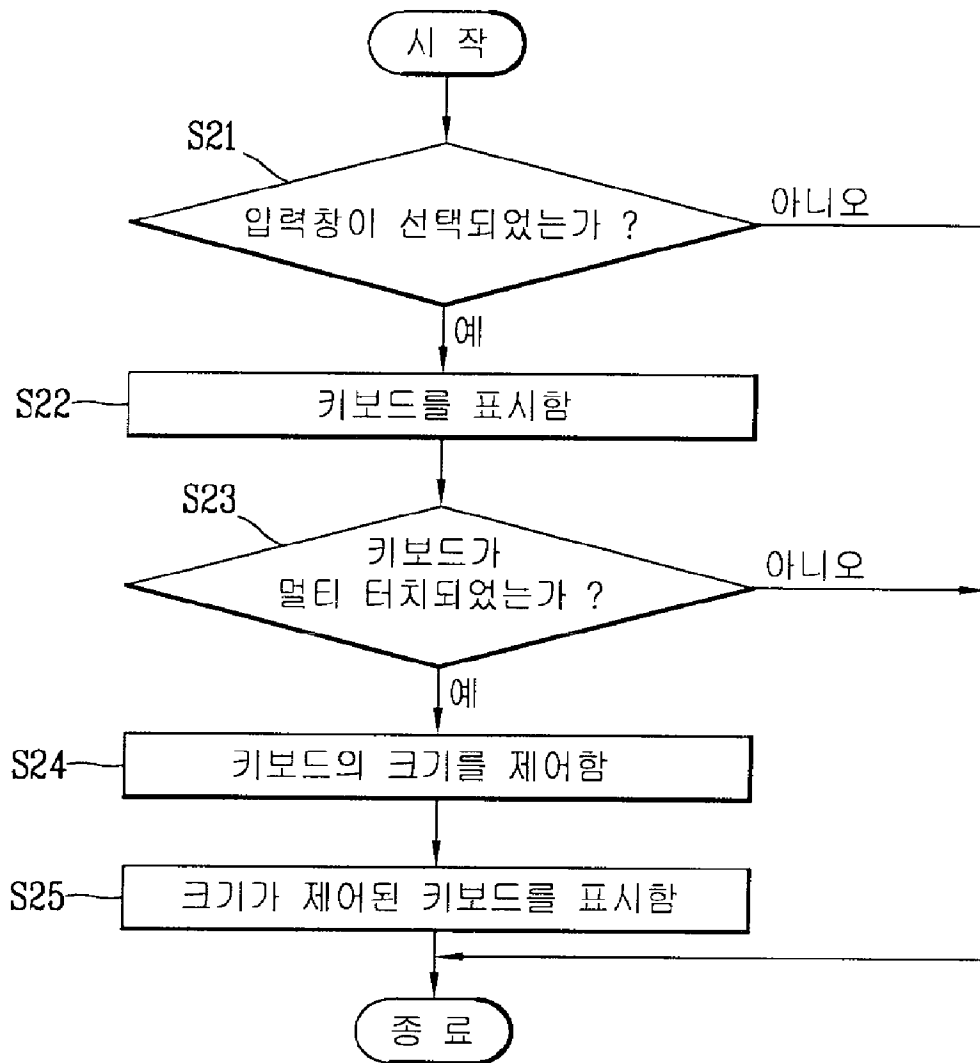 시 작
S21
입력창이 선택되었는가 ?
아니오
예
S22
키보드를 표시함
S23
키보드가
멀티 터치되었는가 ?
아니오
예
S24
키보드의 크기를 제어함
S25
크기가 제어된 키보드를 표시함
종 료